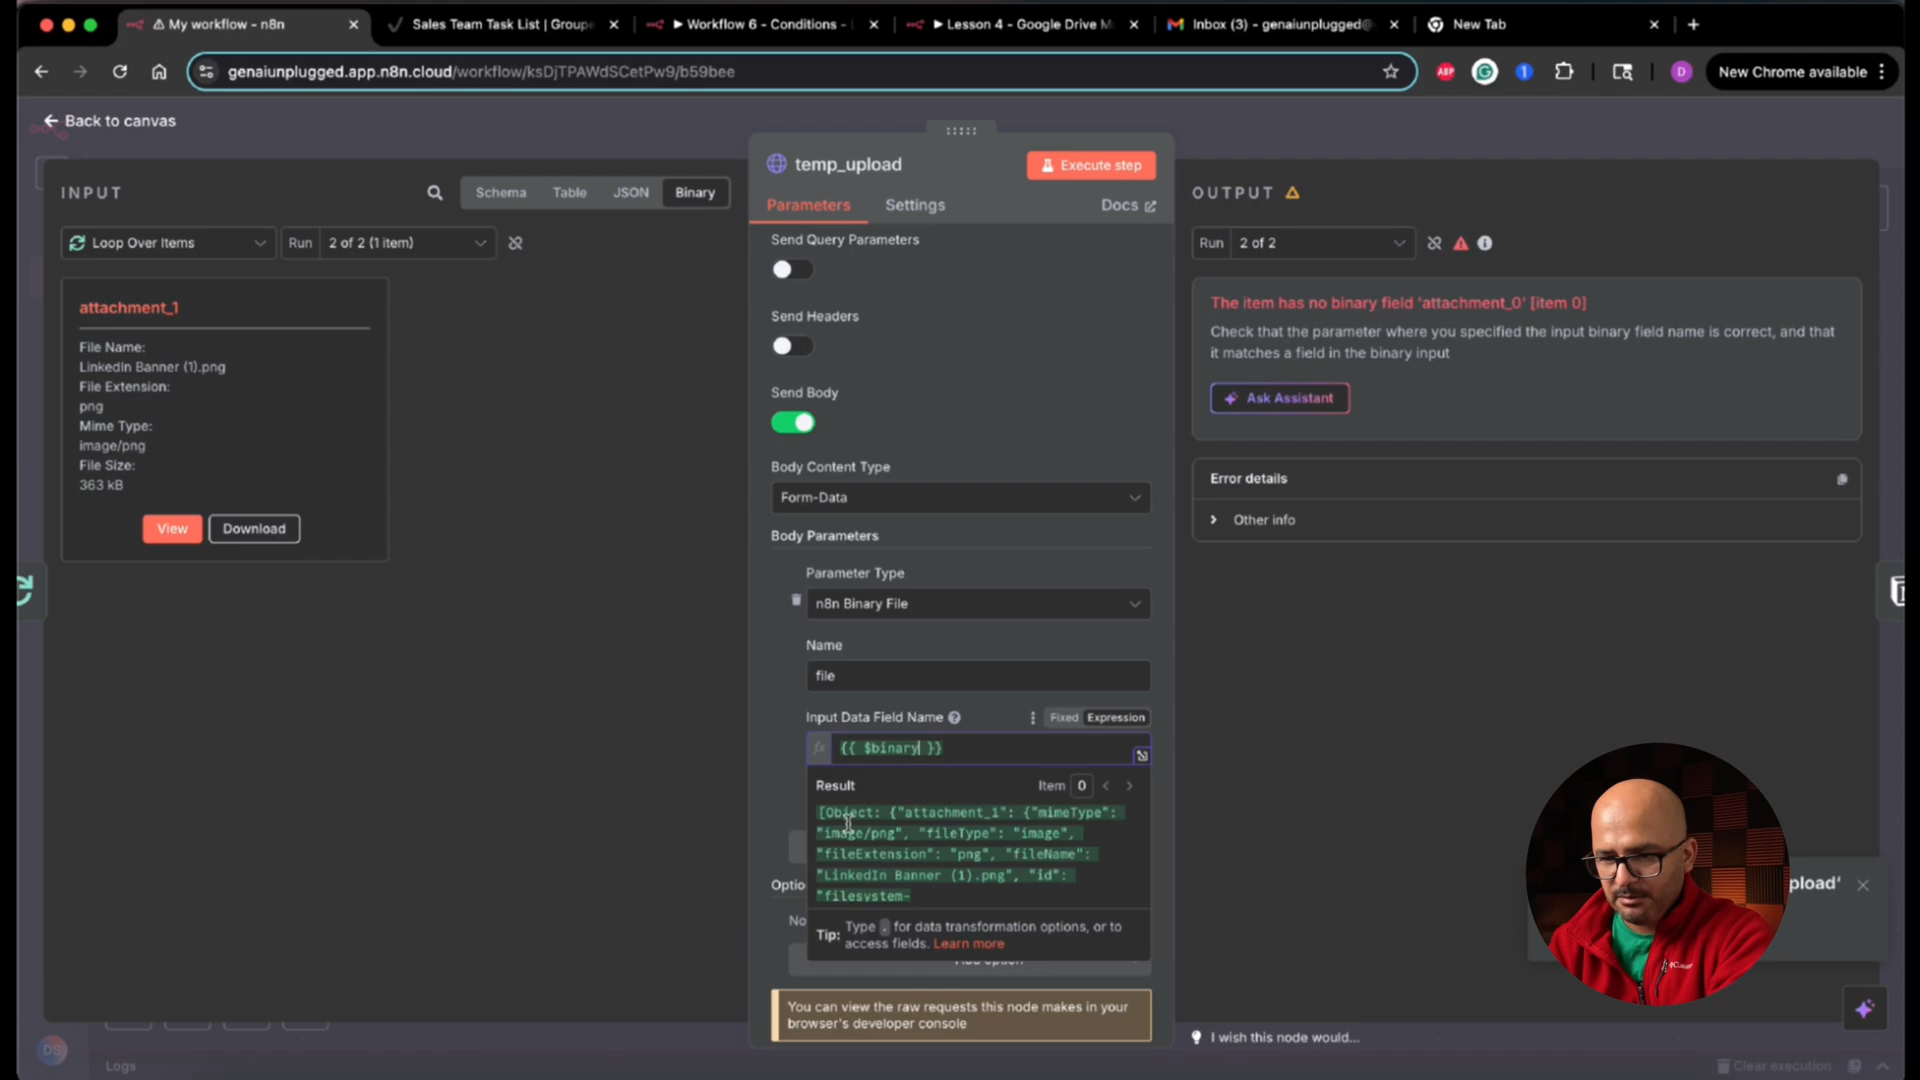 My workflow - n8n
Sales Team Task List | Groupe
Workflow 6 - Conditions -
Lesson 4 - Google Drive M
Inbox (3) - genaiunplugged@
New Tab
genaiunplugged.app.n8n.cloud/workflow/ksDjTPAWdSCetPw9/b59bee
ABP
1
D
New Chrome available
Back to canvas
temp_upload
Execute step
INPUT
Schema
Table
JSON
Binary
OUTPUT
Parameters
Settings
Docs
Loop Over Items
Run
2 of 2 (1 item)
Send Query Parameters
Run
2 of 2
attachment_1
File Name:
LinkedIn Banner (1).png
File Extension:
png
Mime Type:
image/png
File Size:
363 kB
View
Download
Send Headers
Send Body
Body Content Type
Form-Data
Body Parameters
Parameter Type
n8n Binary File
Name
file
Input Data Field Name
Fixed
Expression
fx
{{ $binary }}
Result
Item
0
[Object: {"attachment_1": {"mimeType":
"image/png", "fileType": "image",
"fileExtension": "png", "fileName":
"LinkedIn Banner (1).png", "id":
"filesystem-
Optio
No
Tip:
Type . for data transformation options, or to
access fields. Learn more
You can view the raw requests this node makes in your
browser's developer console
The item has no binary field 'attachment_0' [item 0]
Check that the parameter where you specified the input binary field name is correct, and that
it matches a field in the binary input
Ask Assistant
Error details
Other info
pload'
I wish this node would...
DS
Logs
Clear execution